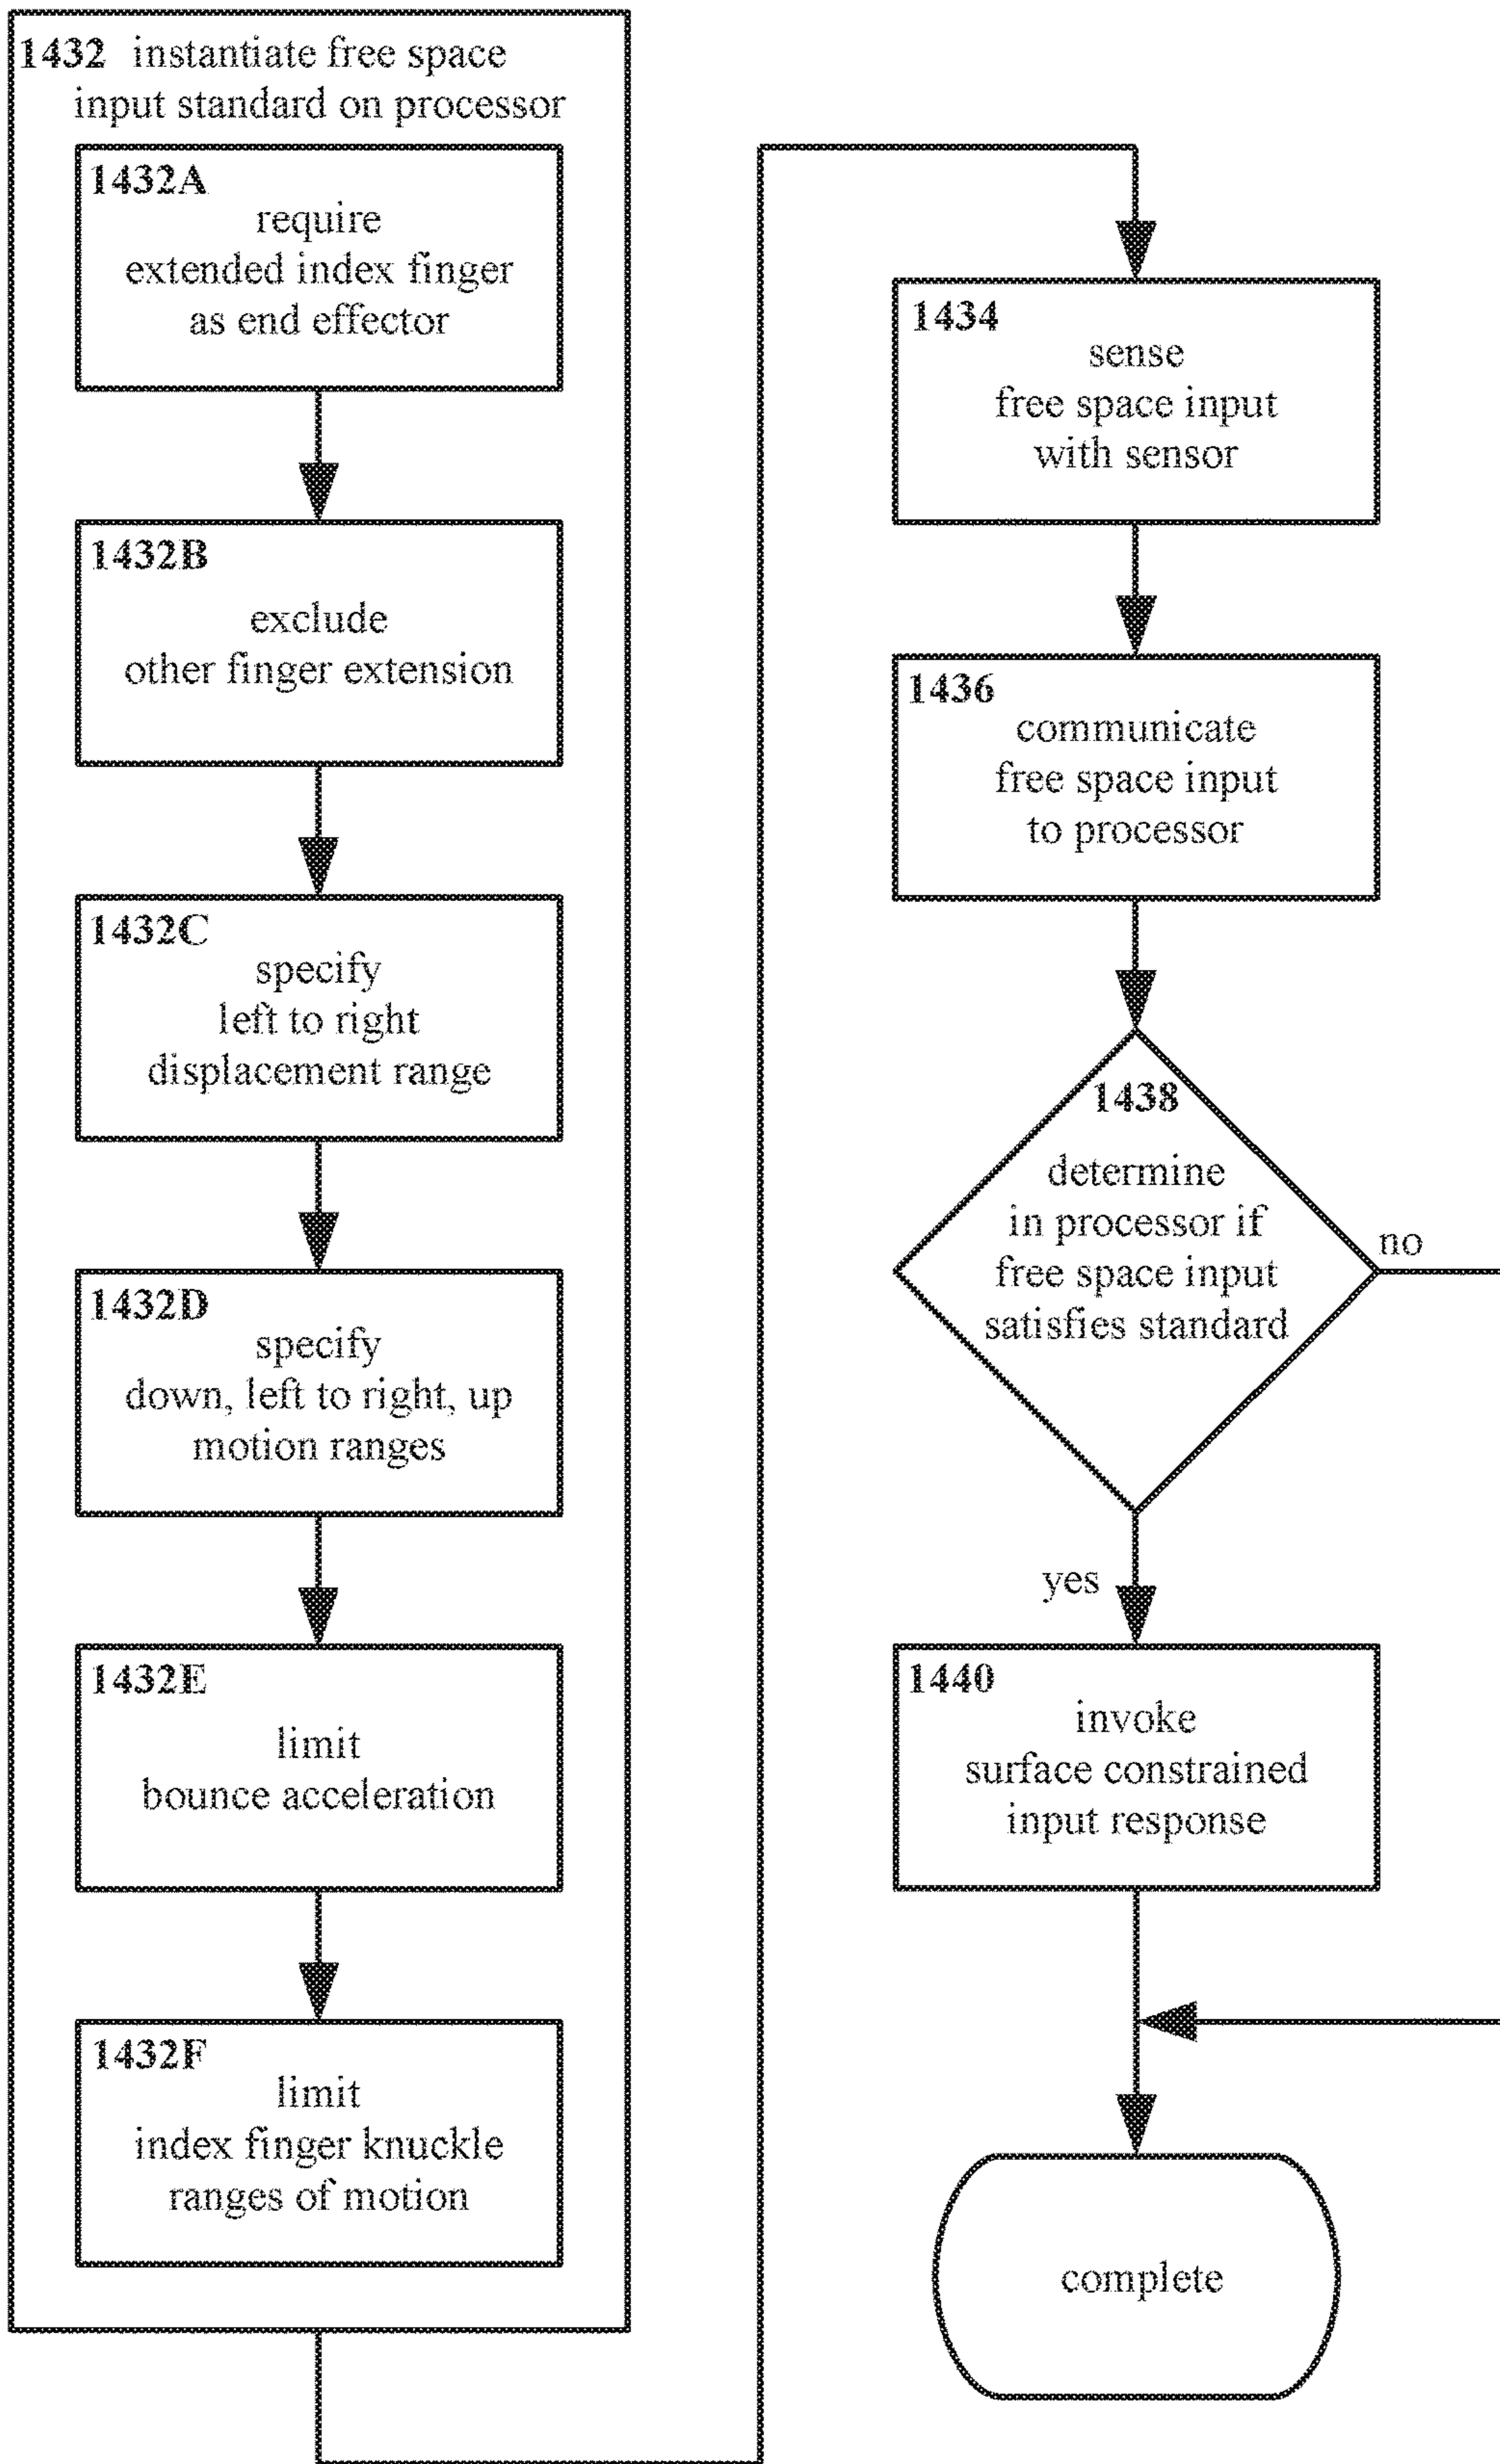 1432 instantiate free space
input standard on processor
1432A
require
extended index finger
as end effector
1432B
exclude
other finger extension
1432C
specify
left to right
displacement range
1432D
specify
down, left to right, up
motion ranges
1432E
limit
bounce acceleration
1432F
limit
index finger knuckle
ranges of motion
1434
sense
free space input
with sensor
1436
communicate
free space input
to processor
1438
determine
in processor if
free space input
satisfies standard
no
yes
1440
invoke
surface constrained
input response
complete